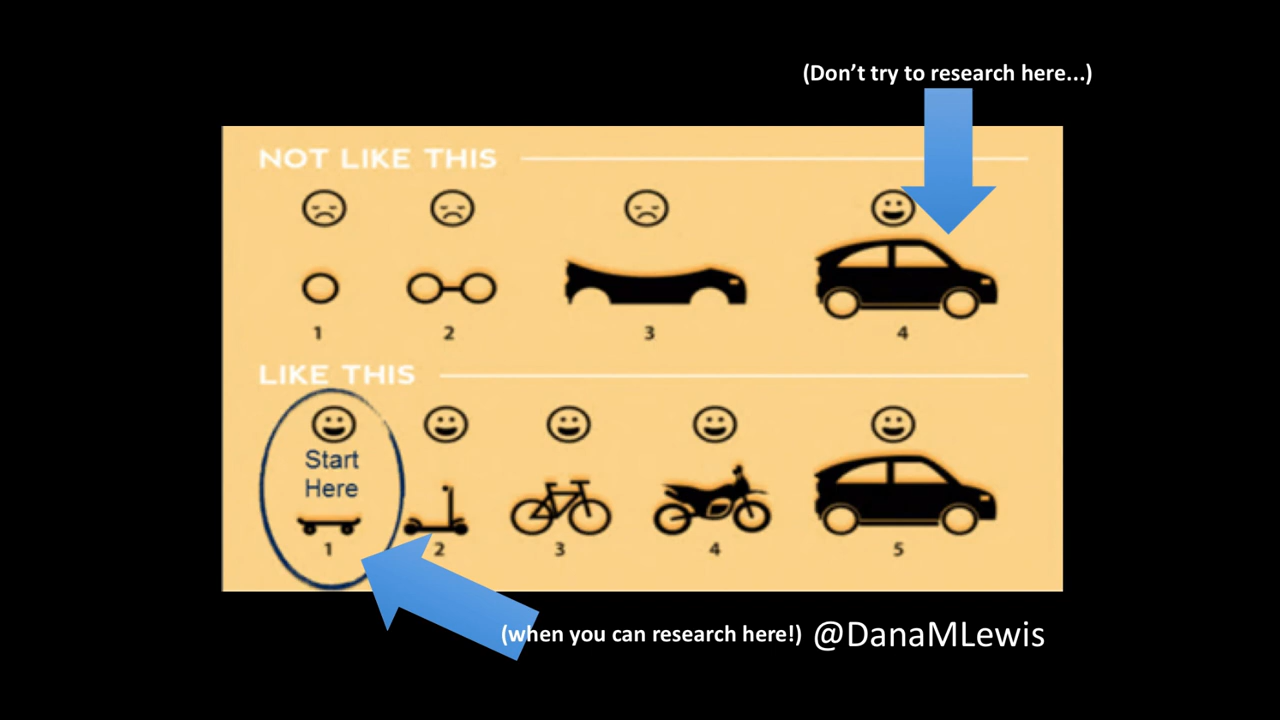 (Don’t try to research here...)
NOT LIKE THIS
1 2 3 4
LIKE THIS
Start
Here
1 2 3 4 5
(when you can research here!) @DanaMLewis